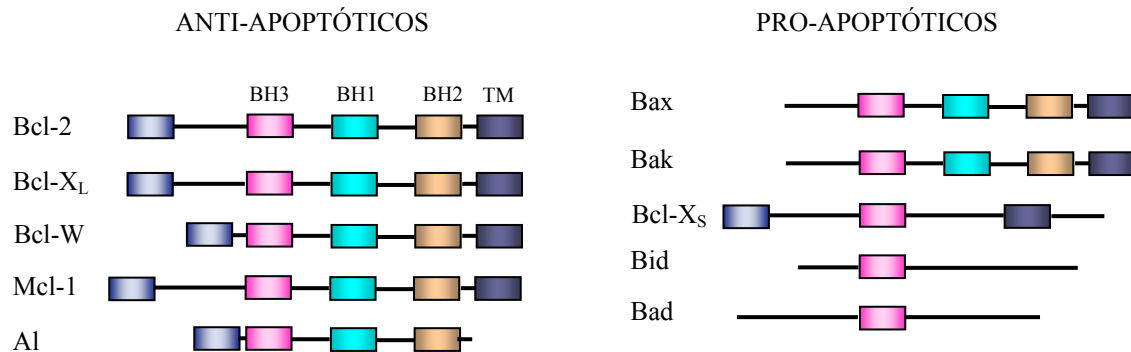 ANTI-APOPTÓTICOS
BH3 BH1 BH2 TM
Bcl-2
Bcl-XL
Bcl-W
Mcl-1
Al
PRO-APOPTÓTICOS
Bax
Bak
Bcl-XS
Bid
Bad